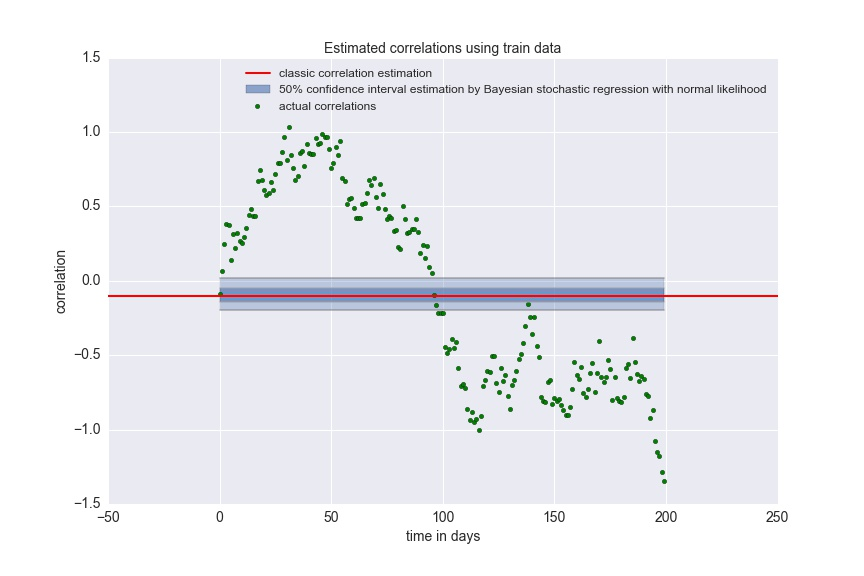 Estimated correlations using train data
classic correlation estimation
50% confidence interval estimation by Bayesian stochastic regression with normal likelihood
actual correlations
1.5
1.0
0.5
0.0
−0.5
−1.0
−1.5
correlation
−50
0
50
100
150
200
250
time in days